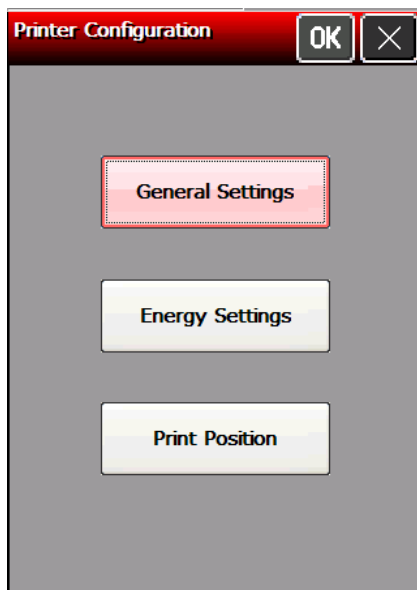 Printer Configuration OK
General Settings
Energy Settings
Print Position